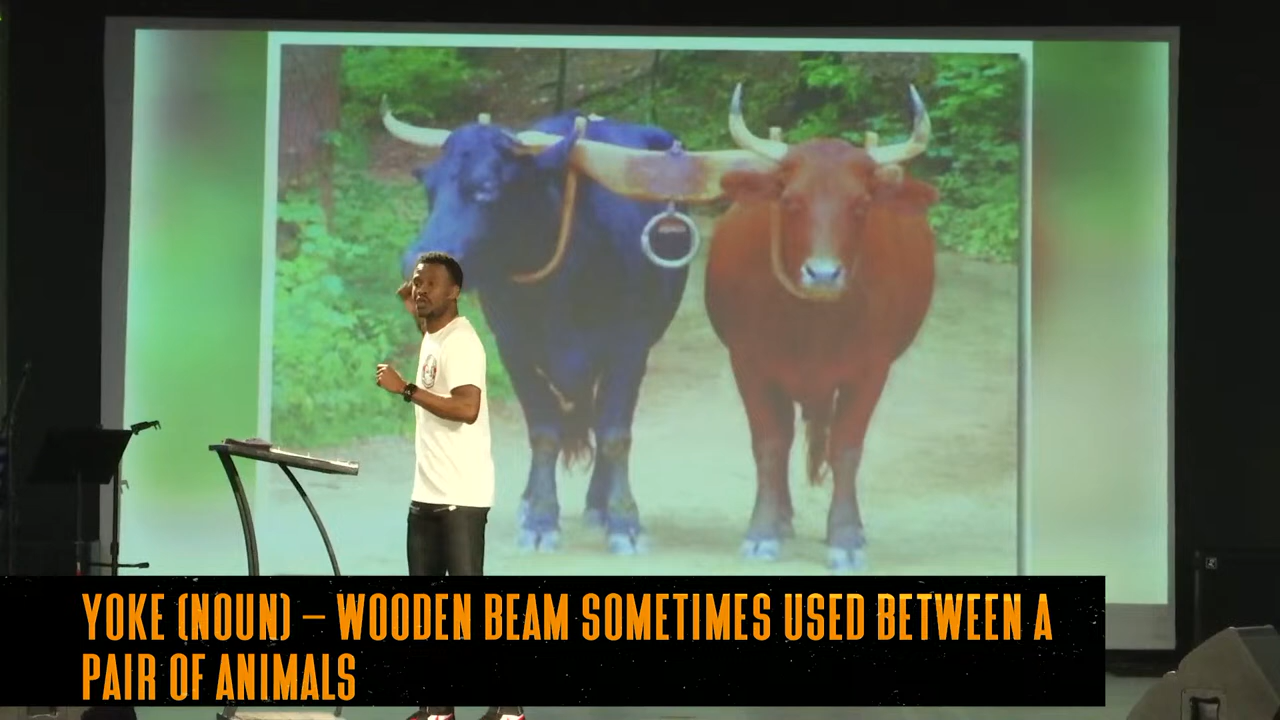 YOKE (NOUN) – WOODEN BEAM SOMETIMES USED BETWEEN A
PAIR OF ANIMALS